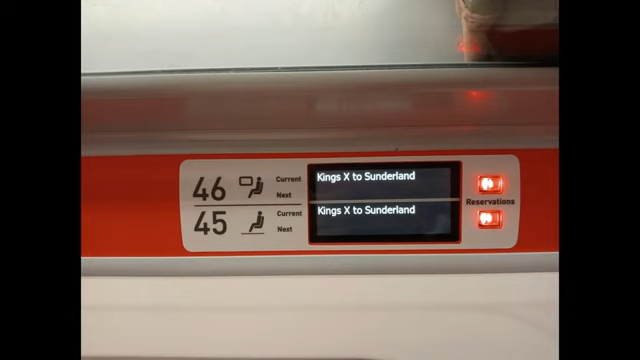 46 Current Kings X to Sunderland
Next
Reservations
45 Current Kings X to Sunderland
Next